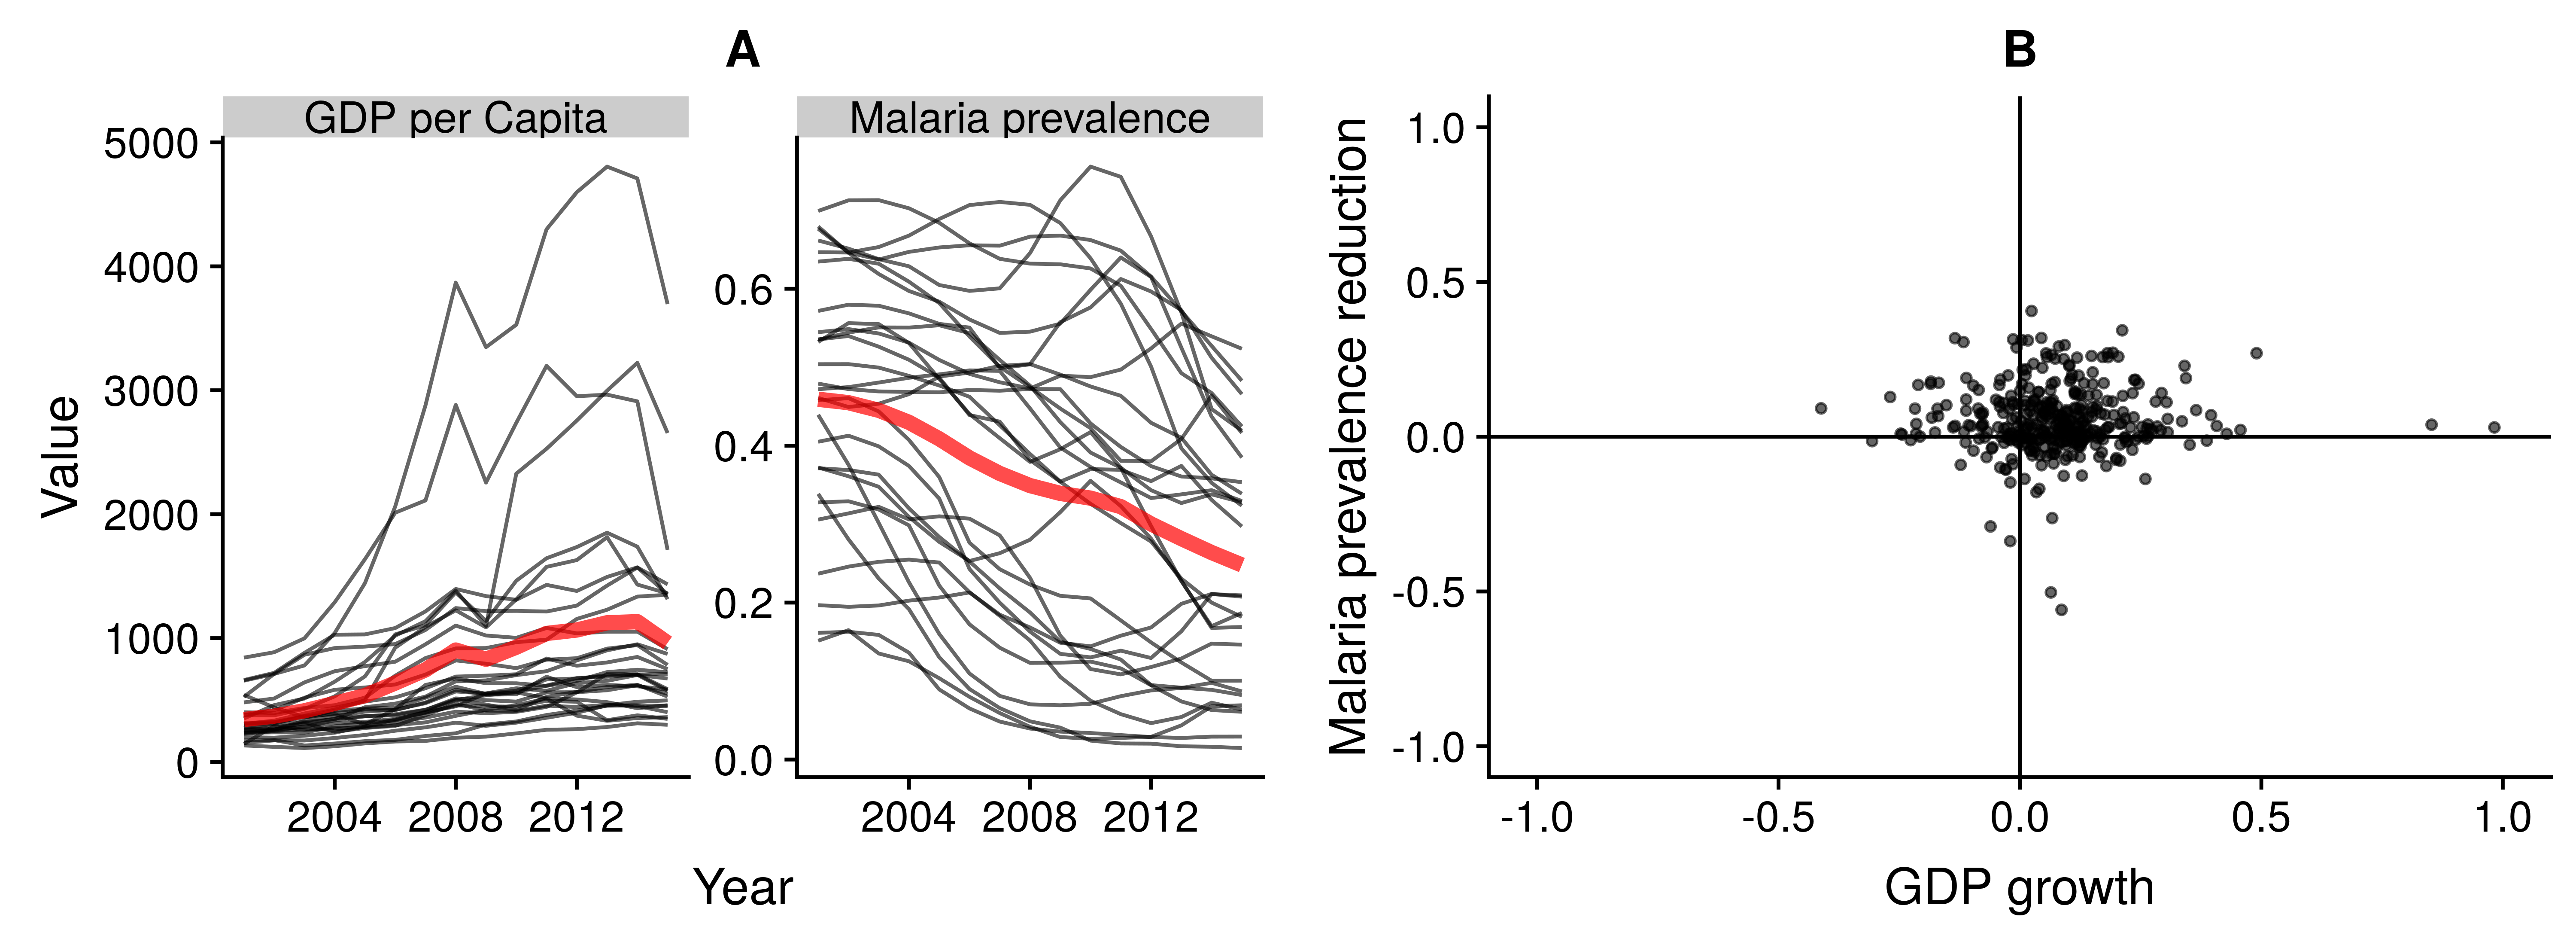 A
B
GDP per Capita
Malaria prevalence
Value
5000
4000
3000
2000
1000
0
2004 2008 2012
0.6
0.4
0.2
0.0
2004 2008 2012
Year
Malaria prevalence reduction
1.0
0.5
0.0
-0.5
-1.0
-1.0 -0.5 0.0 0.5 1.0
GDP growth